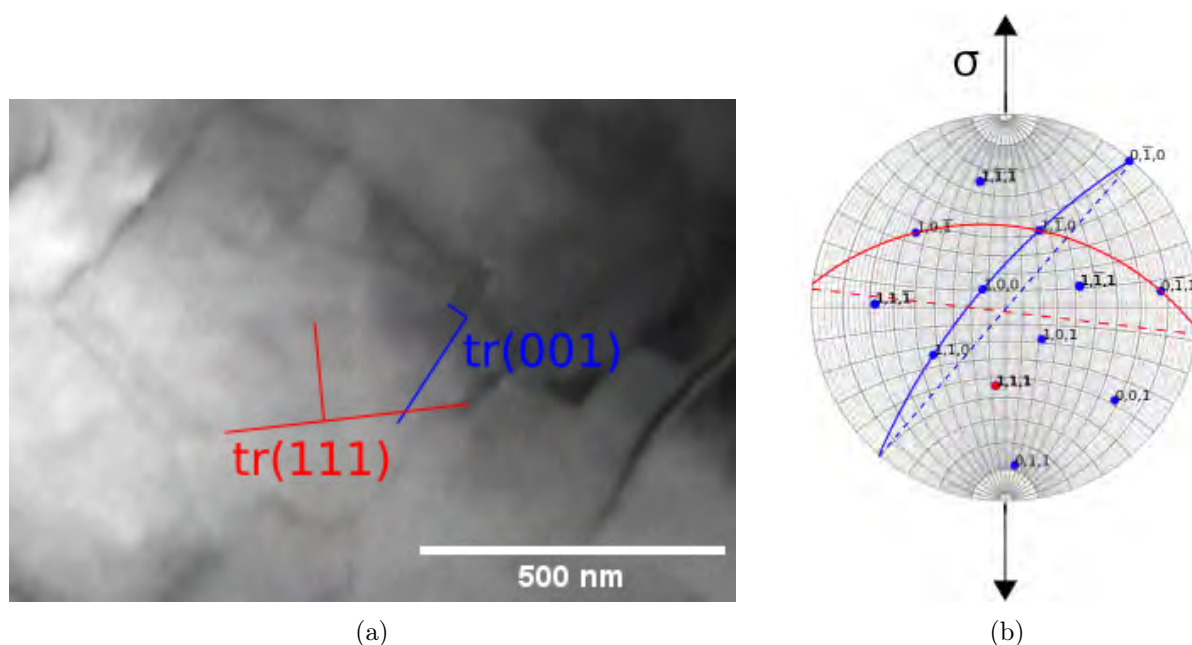 σ
0,1̅,0
1,1̅,1̅
1,0,1̅
1,1̅,0
1,0,0
1,1̅,1
0,1̅,1
1,1,1̅
1,0,1
1,1,0
1,1,1
0,0,1
0,1,1
tr(001)
tr(111)
500 nm
(a)
(b)